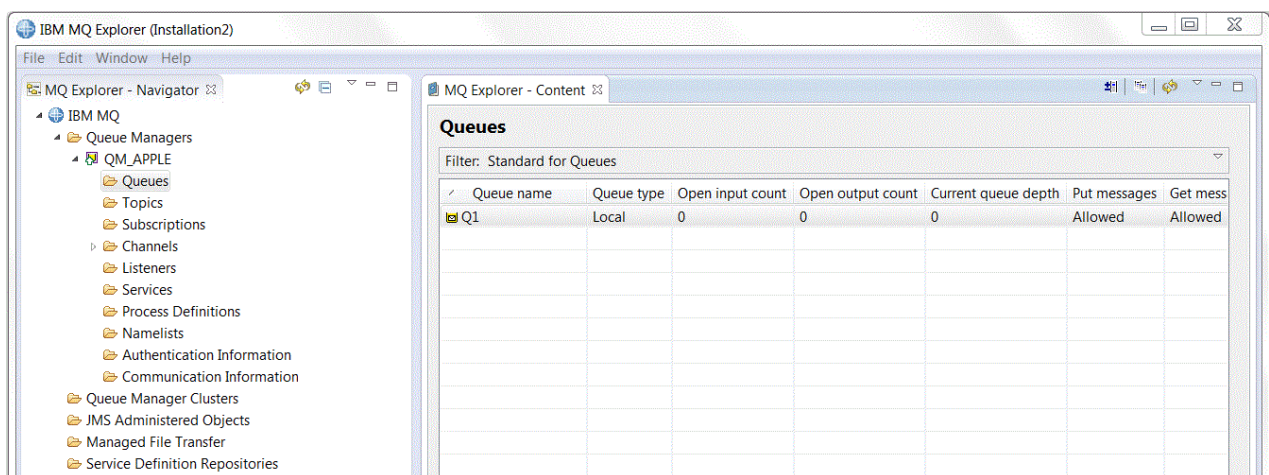 IBM MQ Explorer (Installation2)
File Edit Window Help
MQ Explorer - Navigator
IBM MQ
Queue Managers
QM_APPLE
Queues
Topics
Subscriptions
Channels
Listeners
Services
Process Definitions
Namelists
Authentication Information
Communication Information
Queue Manager Clusters
JMS Administered Objects
Managed File Transfer
Service Definition Repositories
MQ Explorer - Content
Queues
Filter: Standard for Queues
Queue name Queue type Open input count Open output count Current queue depth Put messages Get mess
Q1 Local 0 0 0 Allowed Allowed